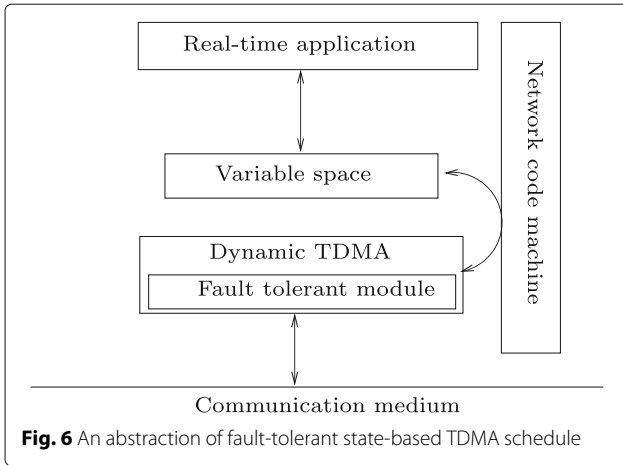 Real-time application
Network code machine
Variable space
Dynamic TDMA
Fault tolerant module
Communication medium
Fig. 6 An abstraction of fault-tolerant state-based TDMA schedule